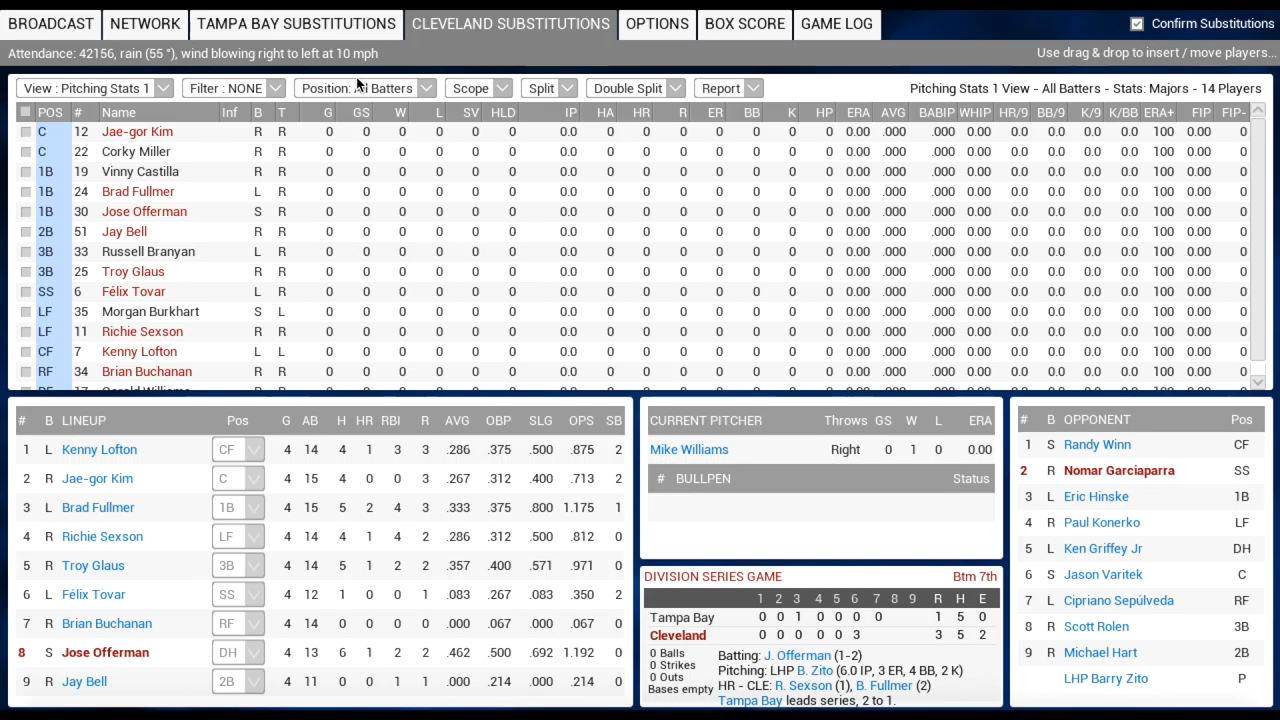 BROADCAST NETWORK TAMPA BAY SUBSTITUTIONS CLEVELAND SUBSTITUTIONS OPTIONS BOX SCORE GAME LOG Confirm Substitutions
Attendance: 42156, rain (55 °), wind blowing right to left at 10 mph Use drag & drop to insert / move players...
View : Pitching Stats 1 Filter : NONE Position: All Batters Scope Split Double Split Report Pitching Stats 1 View - All Batters - Stats: Majors - 14 Players
POS # Name Inf B T G GS W L SV HLD IP HA HR R ER BB K HP ERA AVG BABIP WHIP HR/9 BB/9 K/9 K/BB ERA+ FIP FIP-
C 12 Jae-gor Kim R R 0 0 0 0 0 0 0.0 0 0 0 0 0 0 0 0.00 .000 .000 0.00 0.0 0.0 0.0 0.0 100 0.00 0
C 22 Corky Miller R R 0 0 0 0 0 0 0.0 0 0 0 0 0 0 0 0.00 .000 .000 0.00 0.0 0.0 0.0 0.0 100 0.00 0
1B 19 Vinny Castilla R R 0 0 0 0 0 0 0.0 0 0 0 0 0 0 0 0.00 .000 .000 0.00 0.0 0.0 0.0 0.0 100 0.00 0
1B 24 Brad Fullmer L R 0 0 0 0 0 0 0.0 0 0 0 0 0 0 0 0.00 .000 .000 0.00 0.0 0.0 0.0 0.0 100 0.00 0
1B 30 Jose Offerman S R 0 0 0 0 0 0 0.0 0 0 0 0 0 0 0 0.00 .000 .000 0.00 0.0 0.0 0.0 0.0 100 0.00 0
2B 51 Jay Bell R R 0 0 0 0 0 0 0.0 0 0 0 0 0 0 0 0.00 .000 .000 0.00 0.0 0.0 0.0 0.0 100 0.00 0
3B 33 Russell Branyan L R 0 0 0 0 0 0 0.0 0 0 0 0 0 0 0 0.00 .000 .000 0.00 0.0 0.0 0.0 0.0 100 0.00 0
3B 25 Troy Glaus R R 0 0 0 0 0 0 0.0 0 0 0 0 0 0 0 0.00 .000 .000 0.00 0.0 0.0 0.0 0.0 100 0.00 0
SS 6 Félix Tovar L R 0 0 0 0 0 0 0.0 0 0 0 0 0 0 0 0.00 .000 .000 0.00 0.0 0.0 0.0 0.0 100 0.00 0
LF 35 Morgan Burkhart S L 0 0 0 0 0 0 0.0 0 0 0 0 0 0 0 0.00 .000 .000 0.00 0.0 0.0 0.0 0.0 100 0.00 0
LF 11 Richie Sexson R R 0 0 0 0 0 0 0.0 0 0 0 0 0 0 0 0.00 .000 .000 0.00 0.0 0.0 0.0 0.0 100 0.00 0
CF 7 Kenny Lofton L L 0 0 0 0 0 0 0.0 0 0 0 0 0 0 0 0.00 .000 .000 0.00 0.0 0.0 0.0 0.0 100 0.00 0
RF 34 Brian Buchanan R R 0 0 0 0 0 0 0.0 0 0 0 0 0 0 0 0.00 .000 .000 0.00 0.0 0.0 0.0 0.0 100 0.00 0
# B LINEUP Pos G AB H HR RBI R AVG OBP SLG OPS SB
1 L Kenny Lofton CF 4 14 4 1 3 3 .286 .375 .500 .875 2
2 R Jae-gor Kim C 4 15 4 0 0 3 .267 .312 .400 .713 2
3 L Brad Fullmer 1B 4 15 5 2 4 3 .333 .375 .800 1.175 1
4 R Richie Sexson LF 4 14 4 1 4 2 .286 .312 .500 .812 0
5 R Troy Glaus 3B 4 14 5 1 2 2 .357 .400 .571 .971 0
6 L Félix Tovar SS 4 12 1 0 0 1 .083 .267 .083 .350 2
7 R Brian Buchanan RF 4 14 0 0 0 0 .000 .067 .000 .067 0
8 S Jose Offerman DH 4 13 6 1 2 2 .462 .500 .692 1.192 0
9 R Jay Bell 2B 4 11 0 0 1 1 .000 .214 .000 .214 0
CURRENT PITCHER Throws GS W L ERA
Mike Williams Right 0 1 0 0.00
# BULLPEN Status
DIVISION SERIES GAME Btm 7th
1 2 3 4 5 6 7 8 9 R H E
Tampa Bay 0 0 1 0 0 0 0 1 5 0
Cleveland 0 0 0 0 0 3 3 5 2
0 Balls
0 Strikes
0 Outs
Bases empty
Batting: J. Offerman (1-2)
Pitching: LHP B. Zito (6.0 IP, 3 ER, 4 BB, 2 K)
HR - CLE: R. Sexson (1), B. Fullmer (2)
Tampa Bay leads series, 2 to 1.
# B OPPONENT Pos
1 S Randy Winn CF
2 R Nomar Garciaparra SS
3 L Eric Hinske 1B
4 R Paul Konerko LF
5 L Ken Griffey Jr DH
6 S Jason Varitek C
7 L Cipriano Sepúlveda RF
8 R Scott Rolen 3B
9 R Michael Hart 2B
LHP Barry Zito P